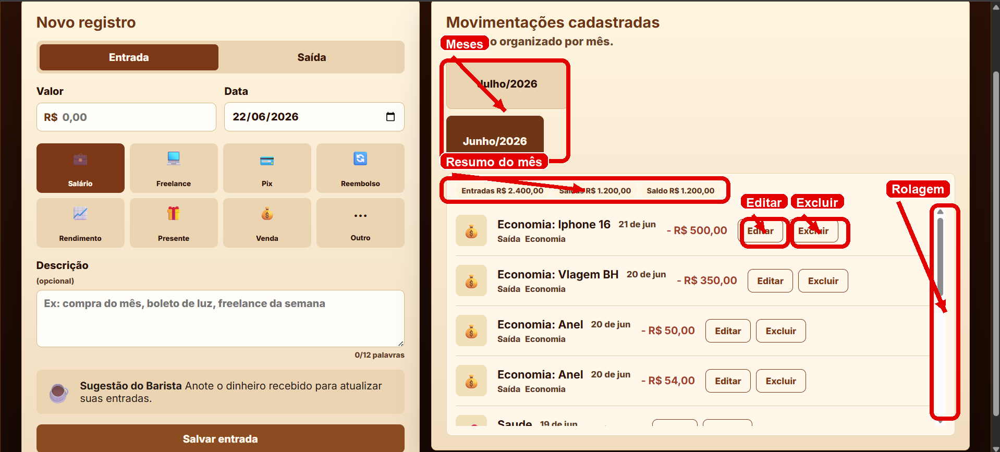 Novo registro
Entrada
Saída
Valor
Data
R$ 0,00
22/06/2026
Salário
Freelance
Pix
Reembolso
Rendimento
Presente
Venda
Outro
Descrição
(opcional)
Ex: compra do mês, boleto de luz, freelance da semana
0/12 palavras
Sugestão do Barista Anote o dinheiro recebido para atualizar
suas entradas.
Salvar entrada
Movimentações cadastradas
Meses
o organizado por mês.
Julho/2026
Junho/2026
Resumo do mês
Entradas R$ 2.400,00
Saídas R$ 1.200,00
Saldo R$ 1.200,00
Rolagem
Editar
Excluir
Economia: Iphone 16 21 de jun
Saída Economia
- R$ 500,00
Editar
Excluir
Economia: VIagem BH 20 de jun
Saída Economia
- R$ 350,00
Editar
Excluir
Economia: Anel 20 de jun
Saída Economia
- R$ 50,00
Editar
Excluir
Economia: Anel 20 de jun
Saída Economia
- R$ 54,00
Editar
Excluir
Saude 19 de jun